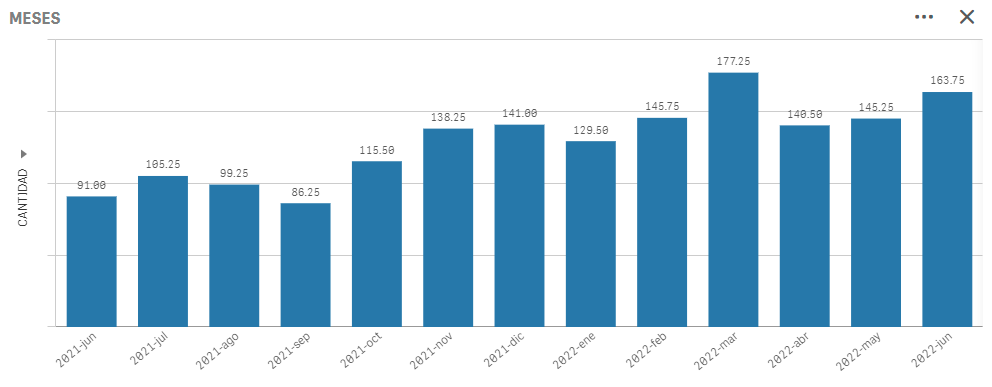 MESES
CANTIDAD
91.00
105.25
99.25
86.25
115.50
138.25
141.00
129.50
145.75
177.25
140.50
145.25
163.75
2021-jun
2021-jul
2021-ago
2021-sep
2021-oct
2021-nov
2021-dic
2022-ene
2022-feb
2022-mar
2022-abr
2022-may
2022-jun